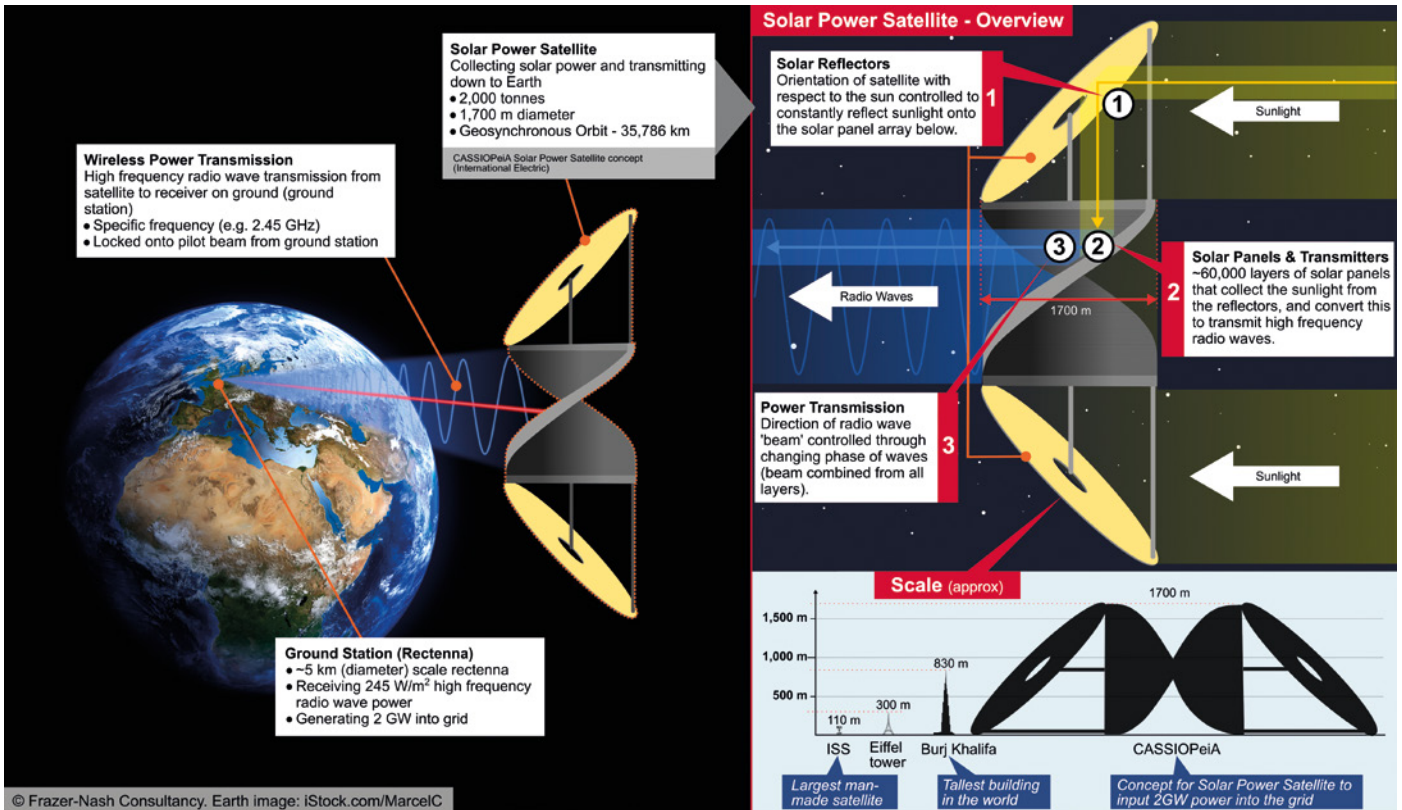 Solar Power Satellite
Collecting solar power and transmitting
down to Earth
• 2,000 tonnes
• 1,700 m diameter
• Geosynchronous Orbit - 35,786 km
CASSIOPeiA Solar Power Satellite concept
(International Electric)
Wireless Power Transmission
High frequency radio wave transmission from
satellite to receiver on ground (ground
station)
• Specific frequency (e.g. 2.45 GHz)
• Locked onto pilot beam from ground station
Ground Station (Rectenna)
• ~5 km (diameter) scale rectenna
• Receiving 245 W/m² high frequency
radio wave power
• Generating 2 GW into grid
© Frazer-Nash Consultancy. Earth image: iStock.com/MarcelC
Solar Power Satellite - Overview
Solar Reflectors
Orientation of satellite with
respect to the sun controlled to
constantly reflect sunlight onto
the solar panel array below.
1
1
Sunlight
3
2
Radio Waves
1700 m
2
Solar Panels & Transmitters
~60,000 layers of solar panels
that collect the sunlight from
the reflectors, and convert this
to transmit high frequency
radio waves.
Power Transmission
Direction of radio wave
'beam' controlled through
changing phase of waves
(beam combined from all
layers).
3
Sunlight
Scale (approx)
1,500 m
1,000 m
500 m
110 m
300 m
830 m
1700 m
ISS
Eiffel
tower
Burj Khalifa
CASSIOPeiA
Largest man-
made satellite
Tallest building
in the world
Concept for Solar Power Satellite to
input 2GW power into the grid